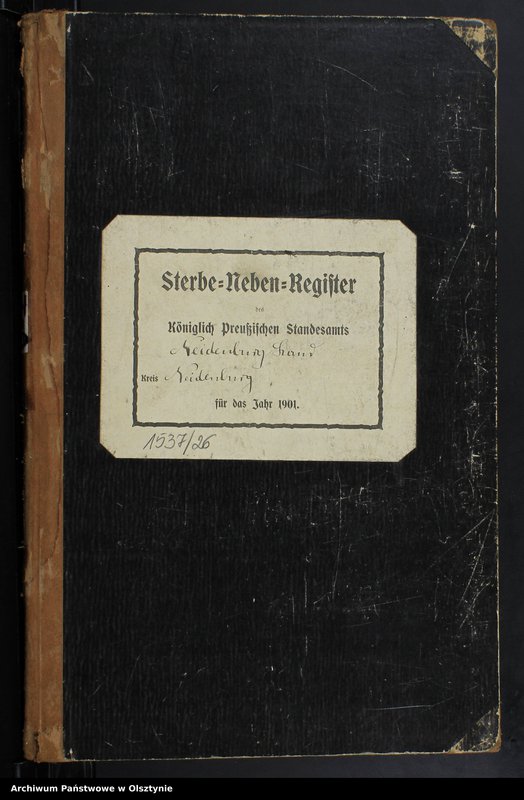 Sterbe=Neben=Register
des
Königlich Preußischen Standesamts
Neidenburg Land
Kreis Neidenburg
für das Jahr 1901.
1537/26
Archiwum Państwowe w Olsztynie